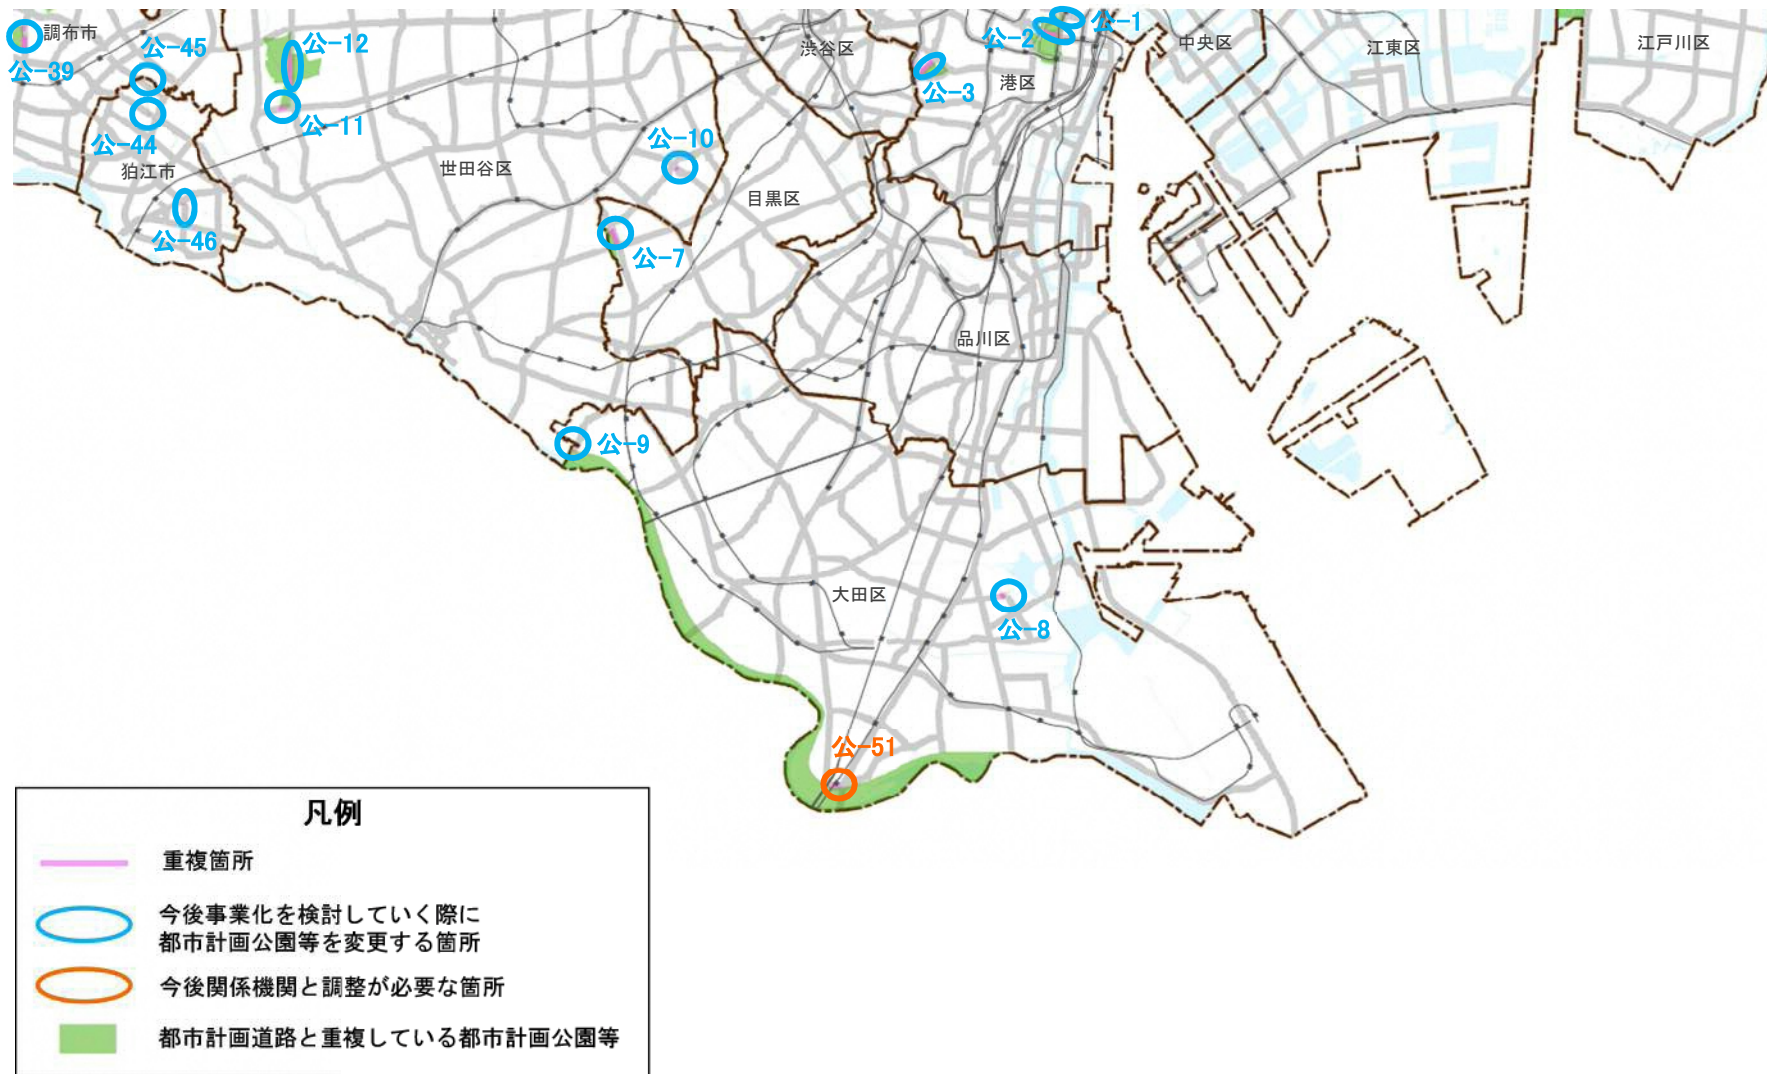 調布市
公-39
公-45
公-44
狛江市
公-46
公-12
公-11
世田谷区
公-10
公-7
目黒区
渋谷区
公-3
港区
公-2
公-1
中央区
江東区
江戸川区
品川区
公-9
大田区
公-8
公-51
凡例
重複箇所
今後事業化を検討していく際に
都市計画公園等を変更する箇所
今後関係機関と調整が必要な箇所
都市計画道路と重複している都市計画公園等